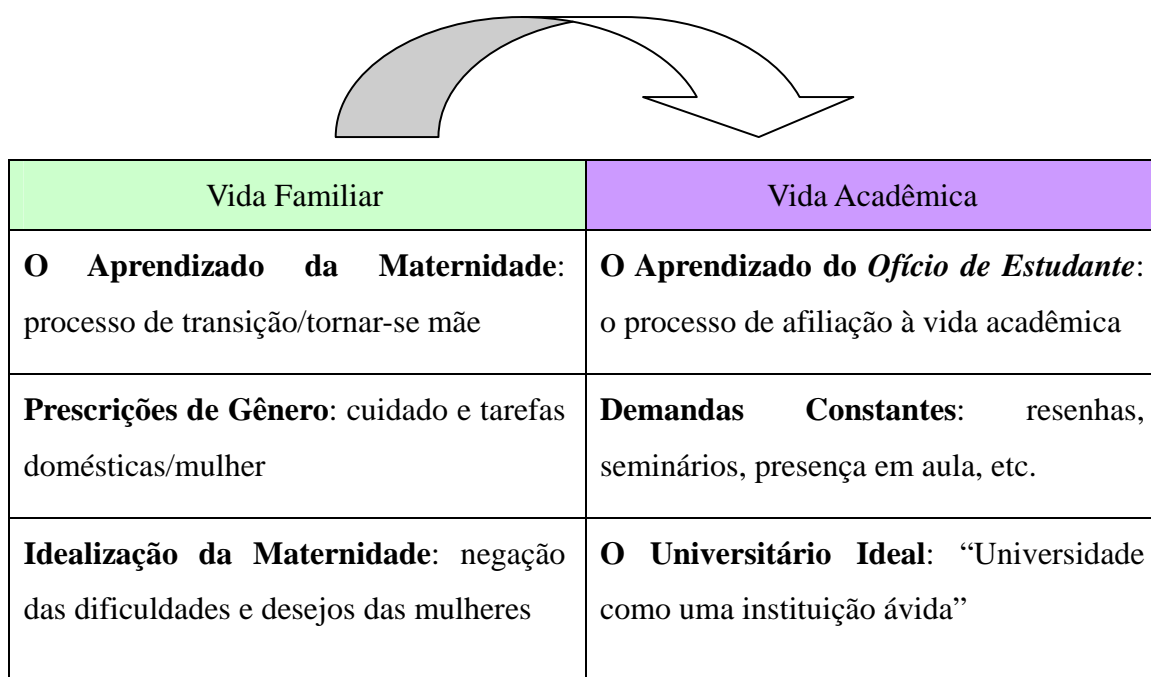 Vida Familiar
Vida Acadêmica
O Aprendizado da Maternidade:
processo de transição/tornar-se mãe
O Aprendizado do Ofício de Estudante:
o processo de afiliação à vida acadêmica
Prescrições de Gênero: cuidado e tarefas
domésticas/mulher
Demandas Constantes: resenhas,
seminários, presença em aula, etc.
Idealização da Maternidade: negação
das dificuldades e desejos das mulheres
O Universitário Ideal: “Universidade
como uma instituição ávida”